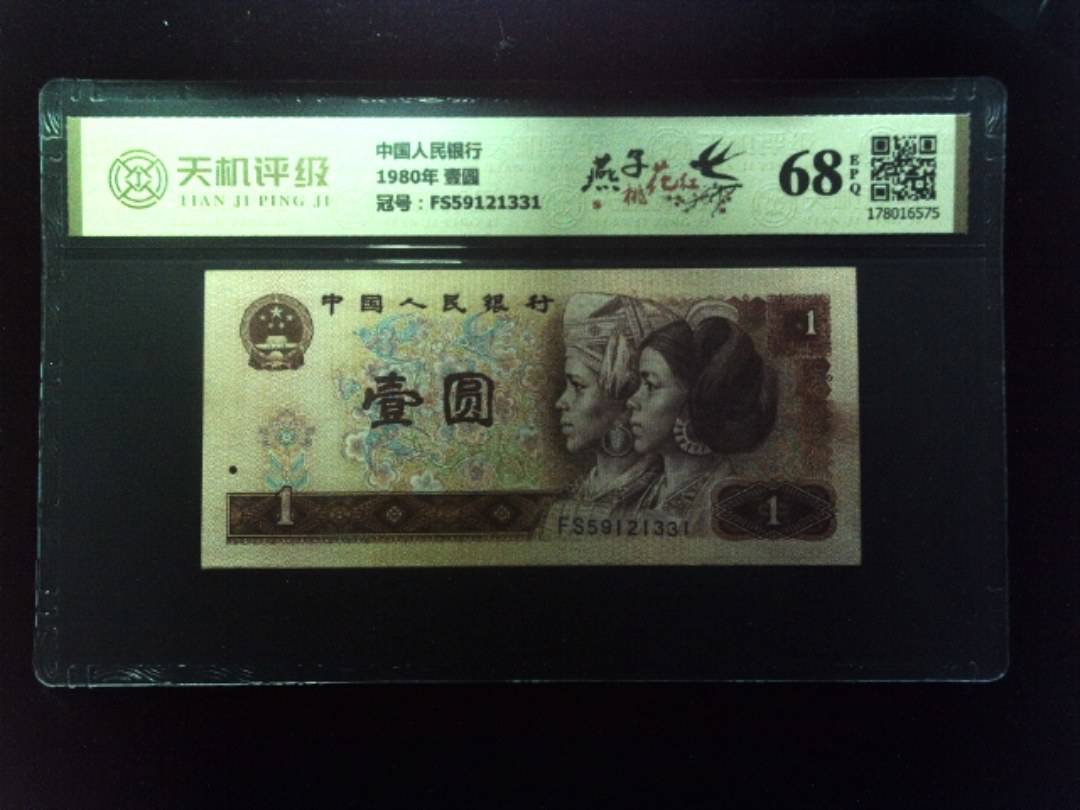 天机评级
TIAN JI PING JI
中国人民银行
1980年 壹圆
冠号：FS59121331
燕子
桃花红
68
EPQ
178016575
中国人民银行
1
壹圆
1
FS59121331
1